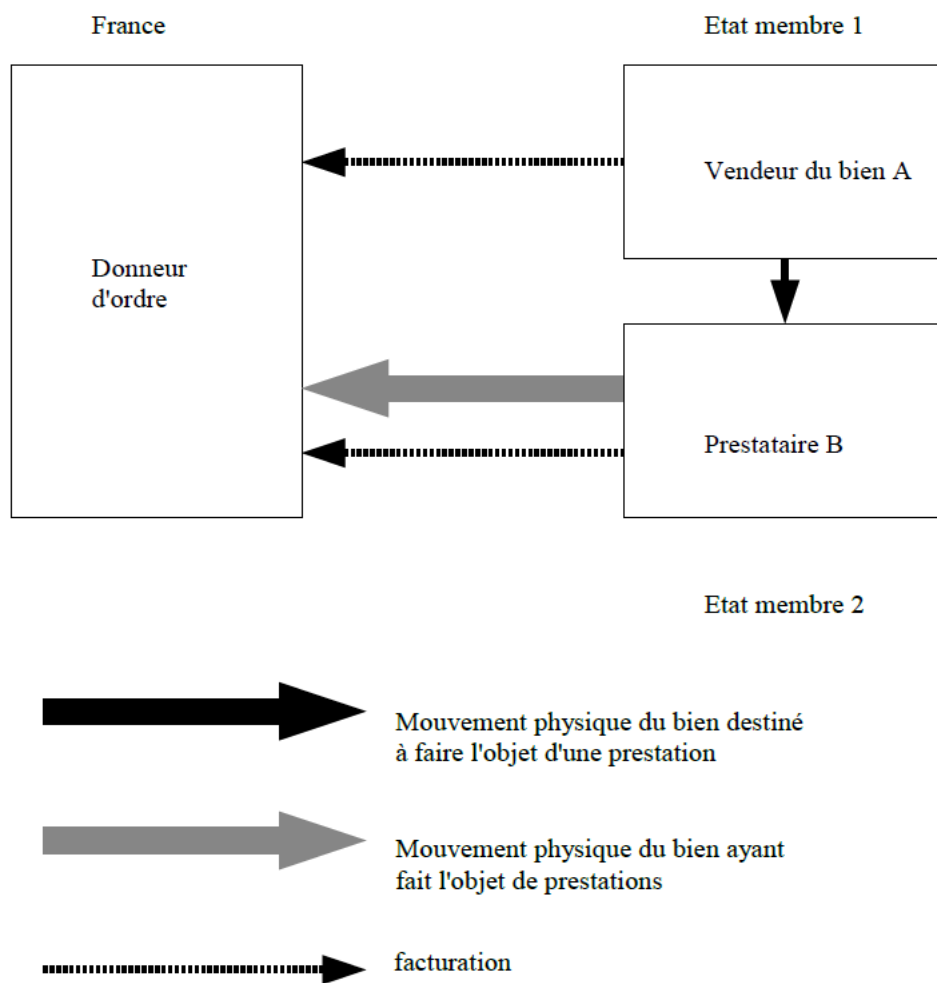 France
Etat membre 1
Vendeur du bien A
Donneur
d'ordre
Prestataire B
Etat membre 2
Mouvement physique du bien destiné
à faire l'objet d'une prestation
Mouvement physique du bien ayant
fait l'objet de prestations
facturation